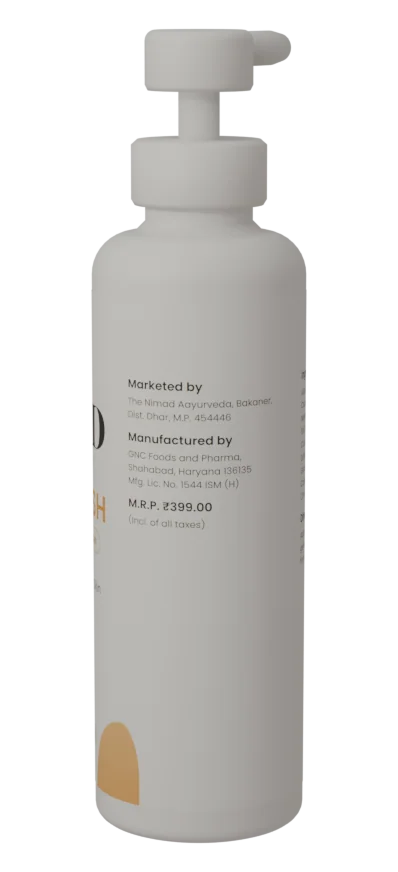 Marketed by
The Nimad Aayurveda, Bakaner,
Dist. Dhar, M.P. 454446
Manufactured by
GNC Foods and Pharma,
Shahabad, Haryana 136135
Mfg. Lic. No. 1544 ISM (H)
M.R.P. ₹399.00
(Incl. of all taxes)
D
SH